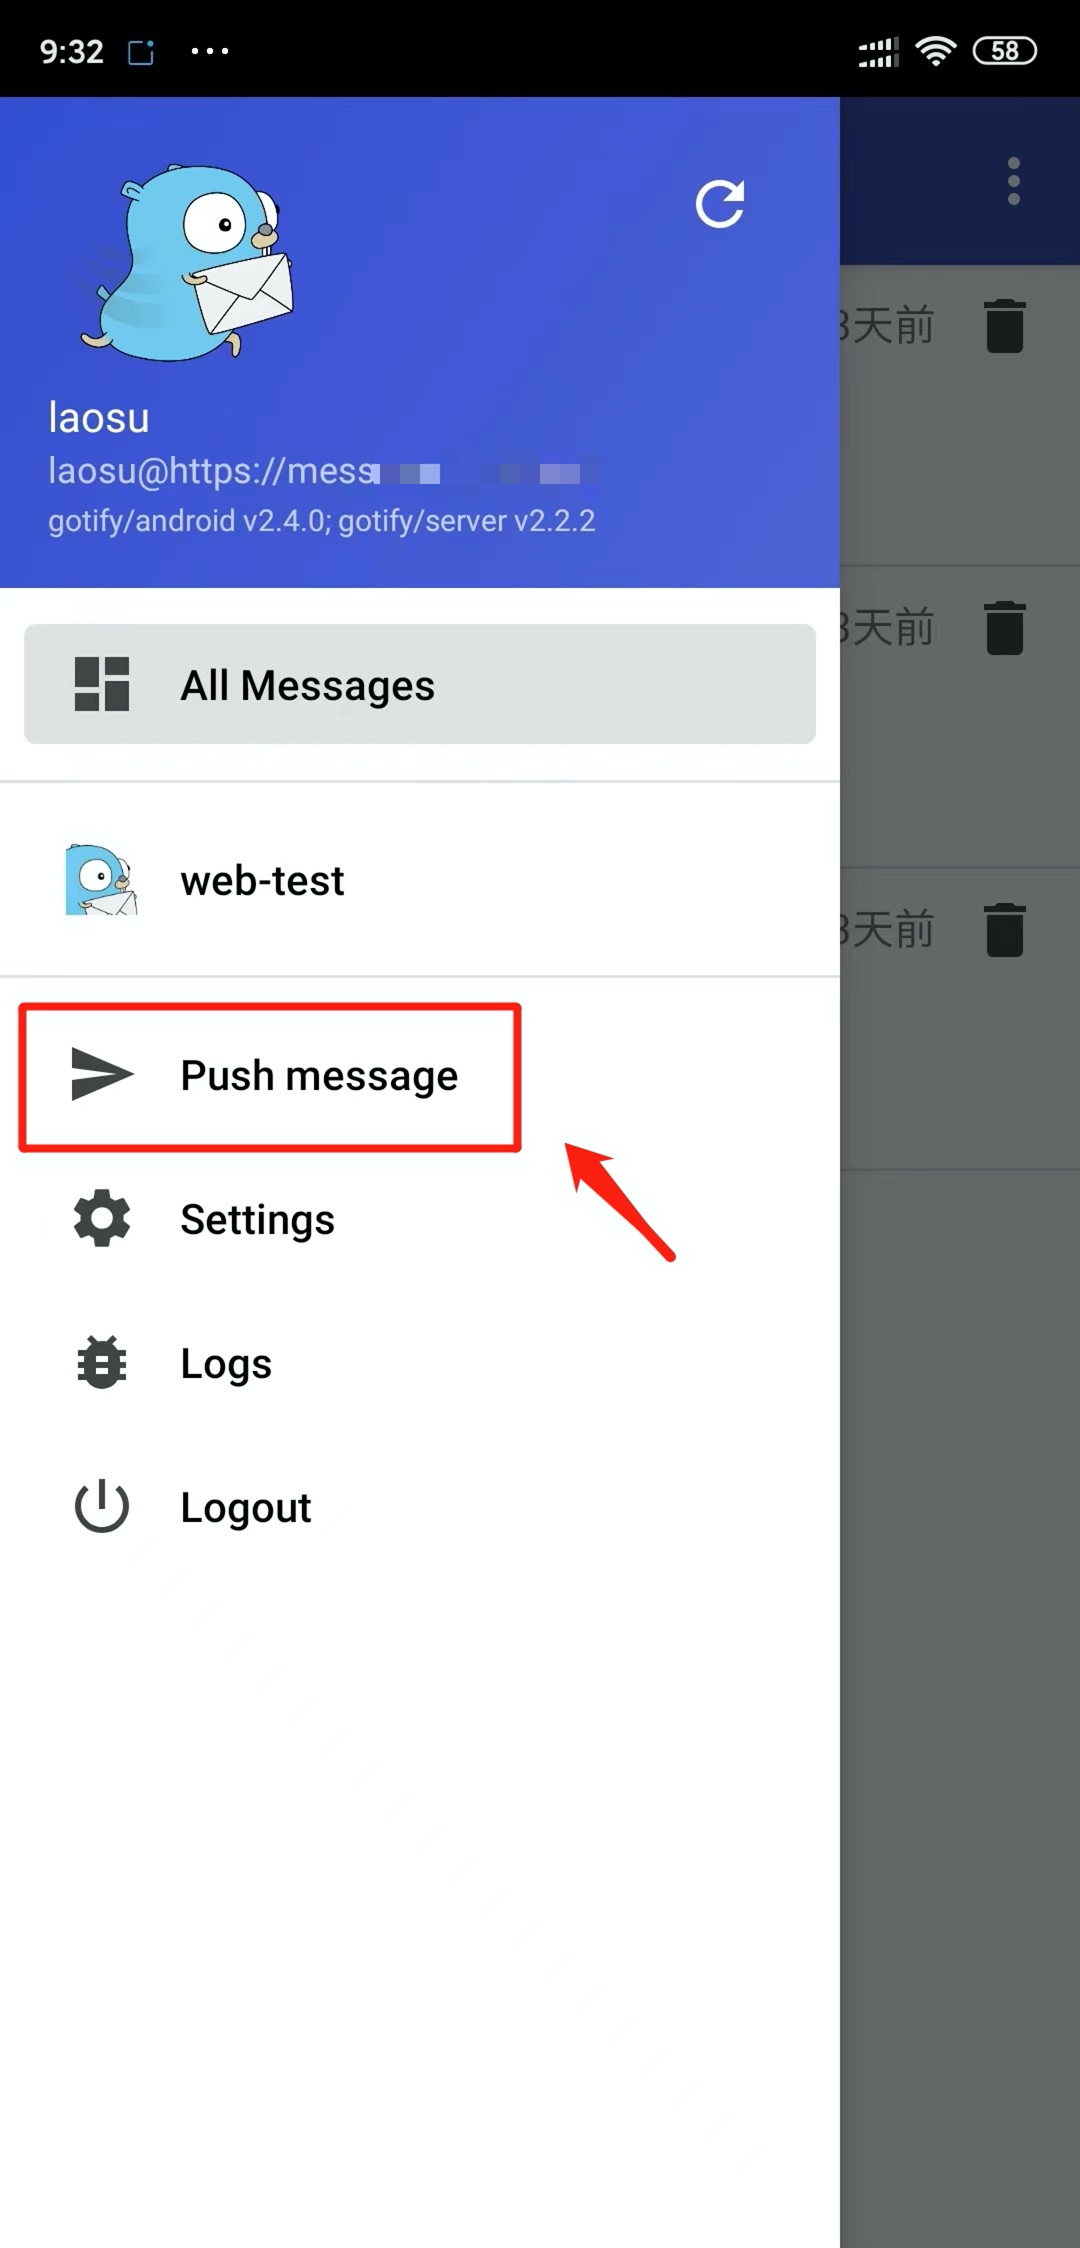 9:32
58
laosu
laosu@https://mess
gotify/android v2.4.0; gotify/server v2.2.2
All Messages
web-test
Push message
Settings
Logs
Logout
3天前
3天前
3天前